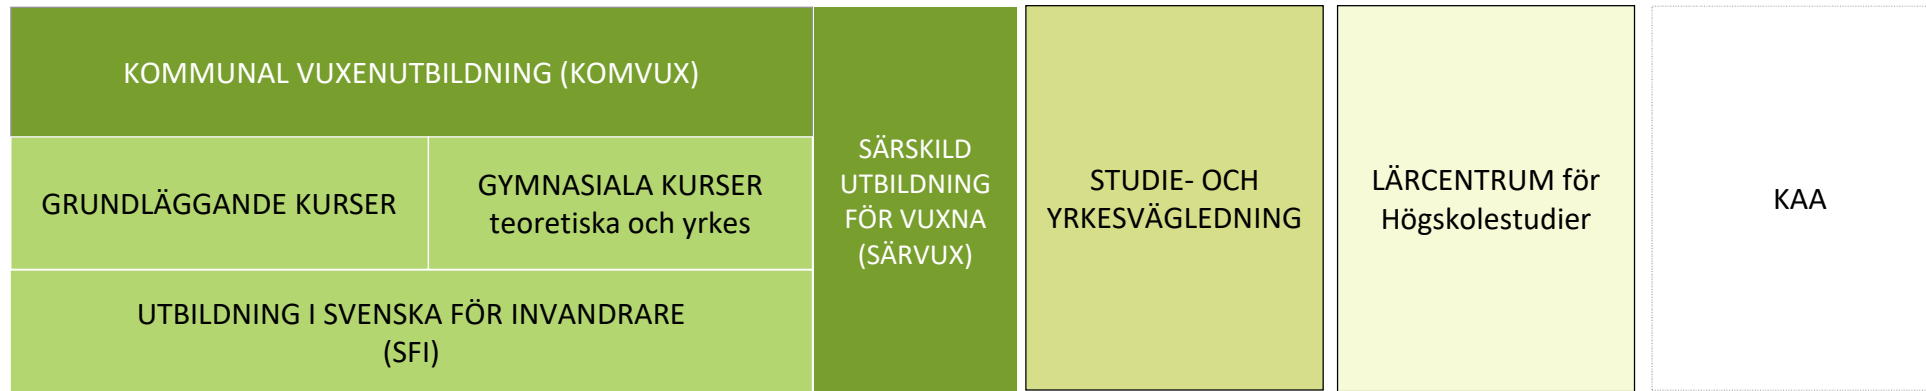 KOMMUNAL VUXENUTBILDNING (KOMVUX)
GRUNDLÄGGANDE KURSER
GYMNASIALA KURSER
teoretiska och yrkes
UTBILDNING I SVENSKA FÖR INVANDRARE
(SFI)
SÄRSKILD
UTBILDNING
FÖR VUXNA
(SÄRVUX)
STUDIE- OCH
YRKESVÄGLEDNING
LÄRCENTRUM för
Högskolestudier
KAA